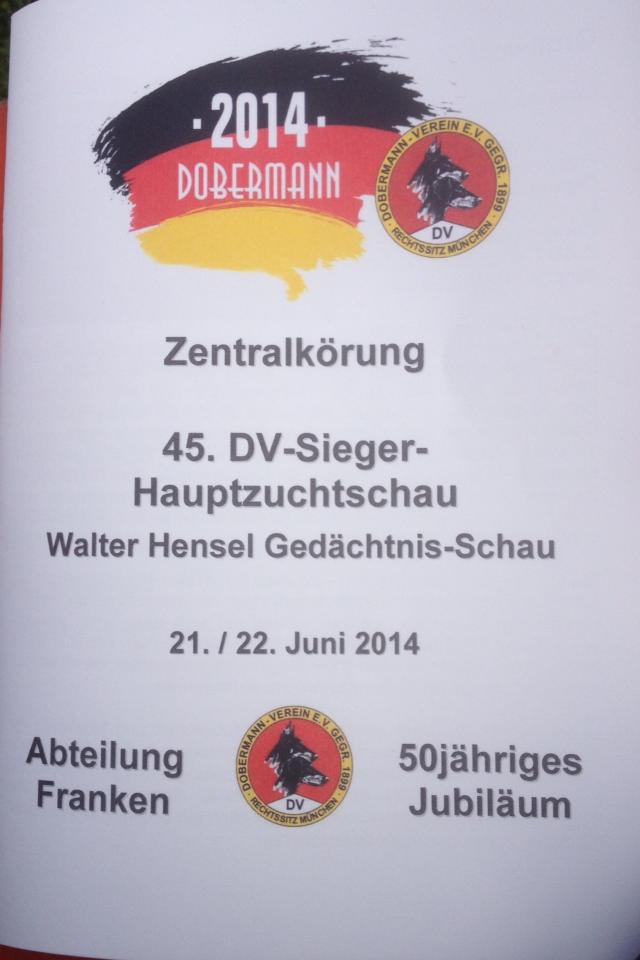 · 2014 ·
DOBERMANN
DOBERMANN-VEREIN E.V. GEGR. 1899 · RECHTSSITZ MÜNCHEN ·
DV
Zentralkörung
45. DV-Sieger-
Hauptzuchtschau
Walter Hensel Gedächtnis-Schau
21. / 22. Juni 2014
Abteilung
Franken
DOBERMANN-VEREIN E.V. GEGR. 1899 · RECHTSSITZ MÜNCHEN ·
DV
50jähriges
Jubiläum